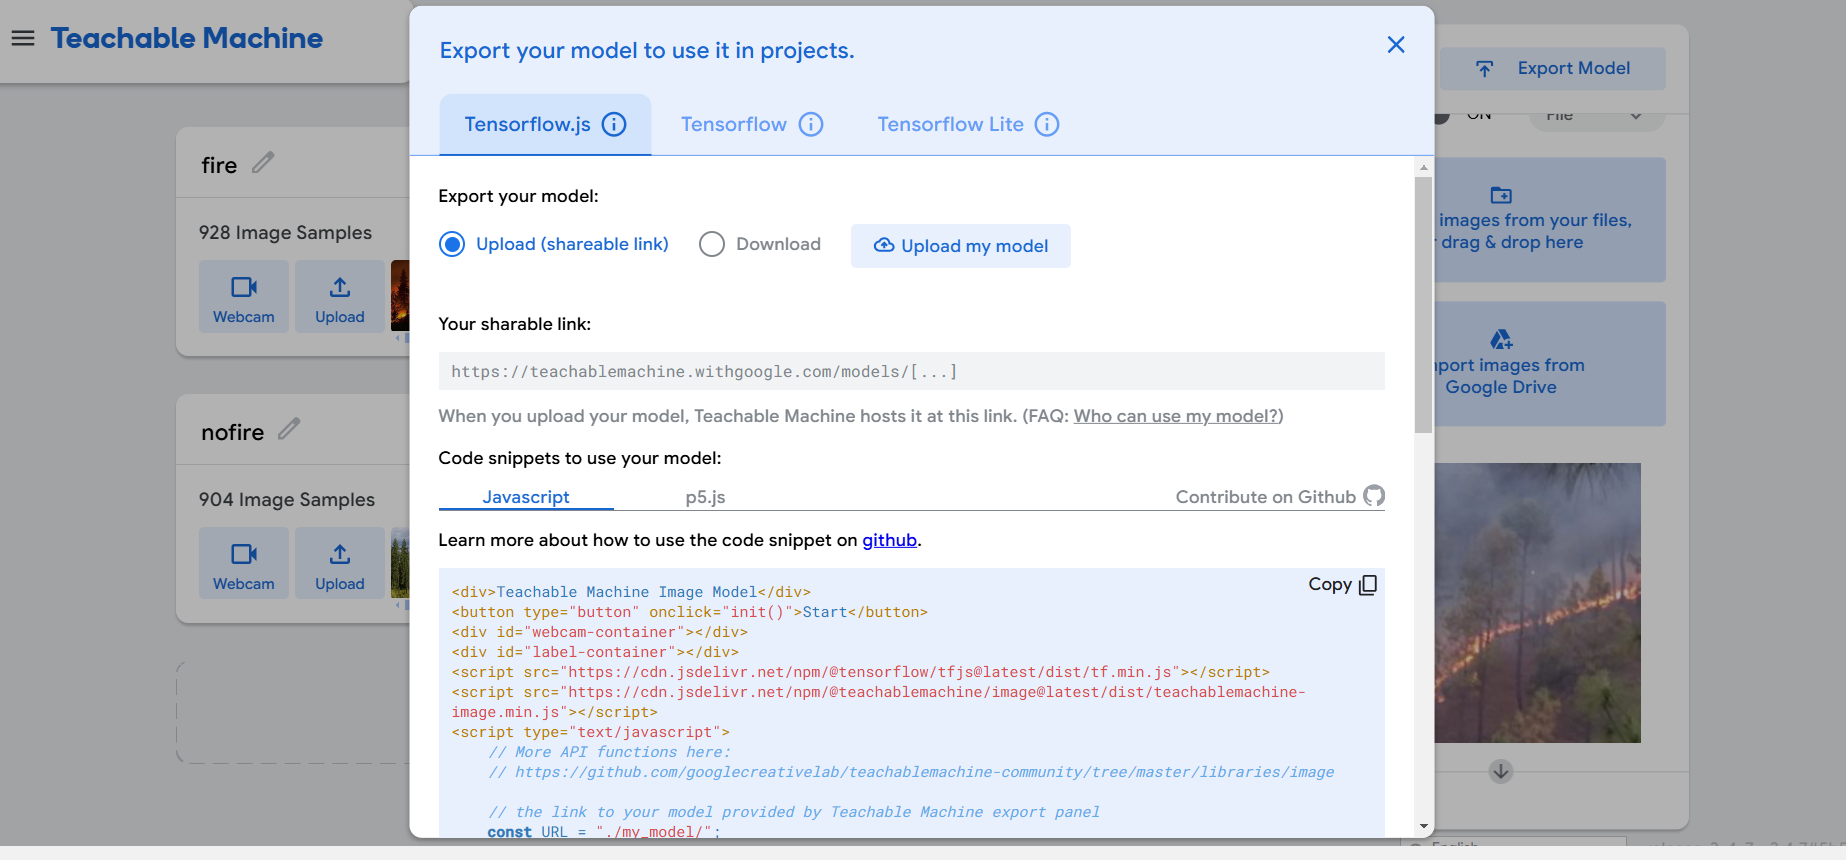 Teachable Machine
Export your model to use it in projects.
Export Model
Tensorflow.js
Tensorflow
Tensorflow Lite
ON
File
fire
928 Image Samples
Webcam
Upload
nofire
904 Image Samples
Webcam
Upload
Export your model:
Upload (shareable link)
Download
Upload my model
Your sharable link:
https://teachablemachine.withgoogle.com/models/[...]
When you upload your model, Teachable Machine hosts it at this link. (FAQ: Who can use my model?)
Code snippets to use your model:
Javascript
p5.js
Contribute on Github
Learn more about how to use the code snippet on github.
Copy
<div>Teachable Machine Image Model</div>
<button type="button" onclick="init()">Start</button>
<div id="webcam-container"></div>
<div id="label-container"></div>
<script src="https://cdn.jsdelivr.net/npm/@tensorflow/tfjs@latest/dist/tf.min.js"></script>
<script src="https://cdn.jsdelivr.net/npm/@teachablemachine/image@latest/dist/teachablemachine-
image.min.js"></script>
<script type="text/javascript">
// More API functions here:
// https://github.com/googlecreativelab/teachablemachine-community/tree/master/libraries/image
// the link to your model provided by Teachable Machine export panel
const URL = "./my_model/";
images from your files,
drag & drop here
images from
Google Drive
English